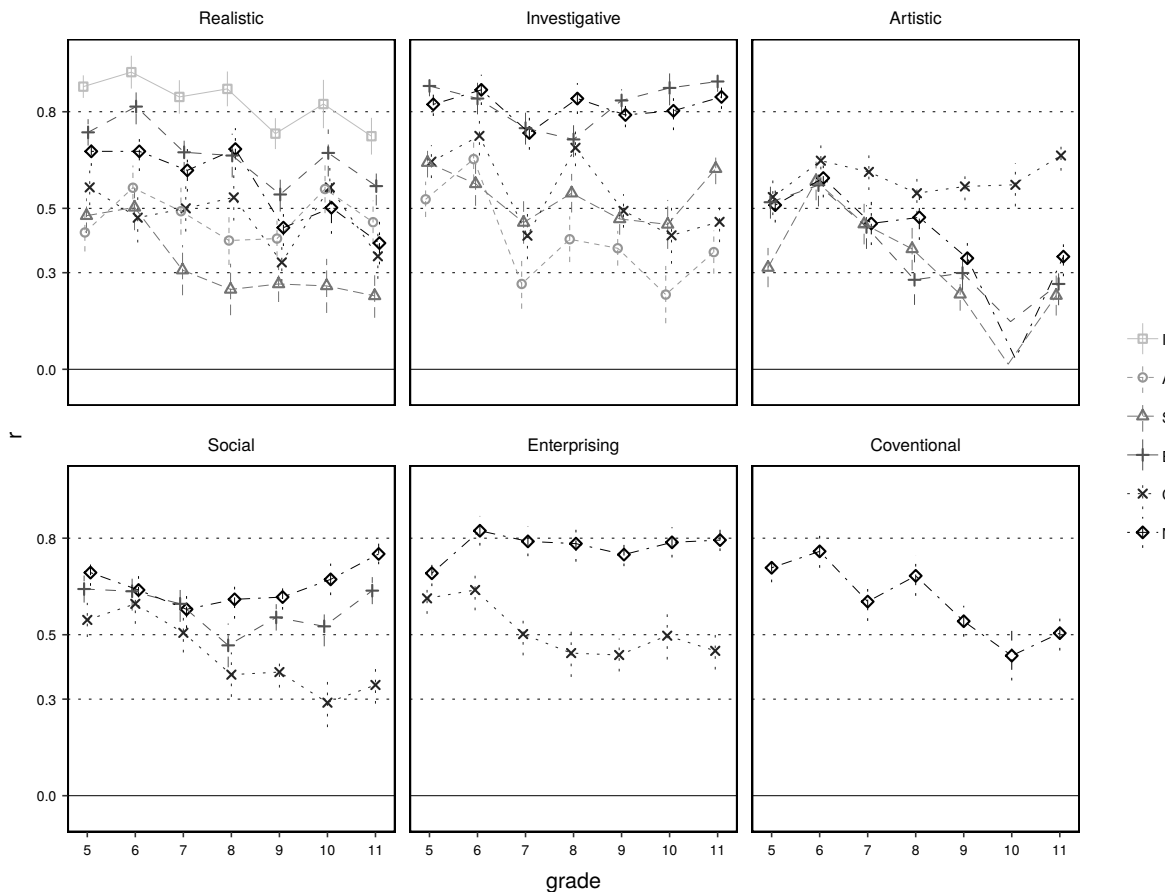 Realistic
Investigative
Artistic
0.8
0.5
0.3
0.0
r
Social
Enterprising
Coventional
0.8
0.5
0.3
0.0
5 6 7 8 9 10 11
5 6 7 8 9 10 11
5 6 7 8 9 10 11
grade